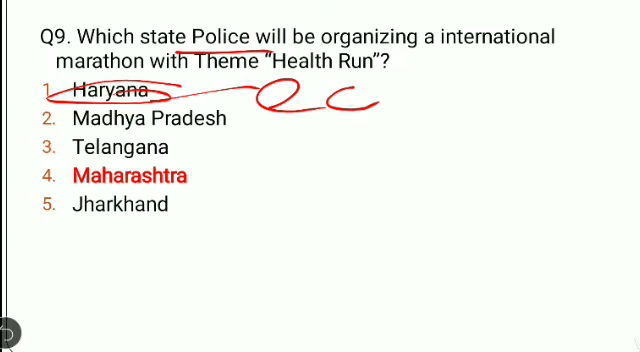 Q9. Which state Police will be organizing a international
marathon with Theme "Health Run"?
1. Haryana
2. Madhya Pradesh
3. Telangana
4. Maharashtra
5. Jharkhand